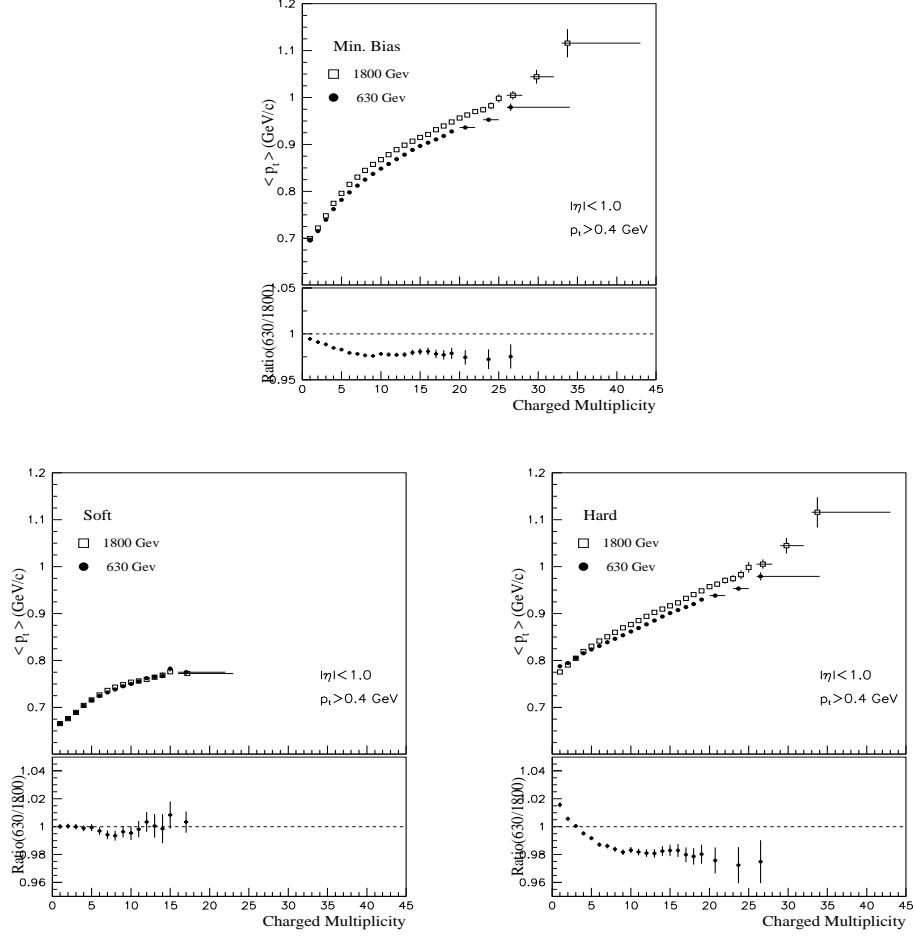 1.2
1.1
1
0.9
0.8
0.7
< pt > (GeV/c)
Min. Bias
1800 Gev
630 Gev
|η|<1.0
pt>0.4 GeV
1.05
1
0.95
Ratio(630/1800)
0 5 10 15 20 25 30 35 40 45
Charged Multiplicity
1.2
1.1
1
0.9
0.8
0.7
< pt > (GeV/c)
Soft
1800 Gev
630 Gev
|η|<1.0
pt>0.4 GeV
1.04
1.02
1
0.98
0.96
Ratio(630/1800)
0 5 10 15 20 25 30 35 40 45
Charged Multiplicity
1.2
1.1
1
0.9
0.8
0.7
< pt > (GeV/c)
Hard
1800 Gev
630 Gev
|η|<1.0
pt>0.4 GeV
1.04
1.02
1
0.98
0.96
Ratio(630/1800)
0 5 10 15 20 25 30 35 40 45
Charged Multiplicity